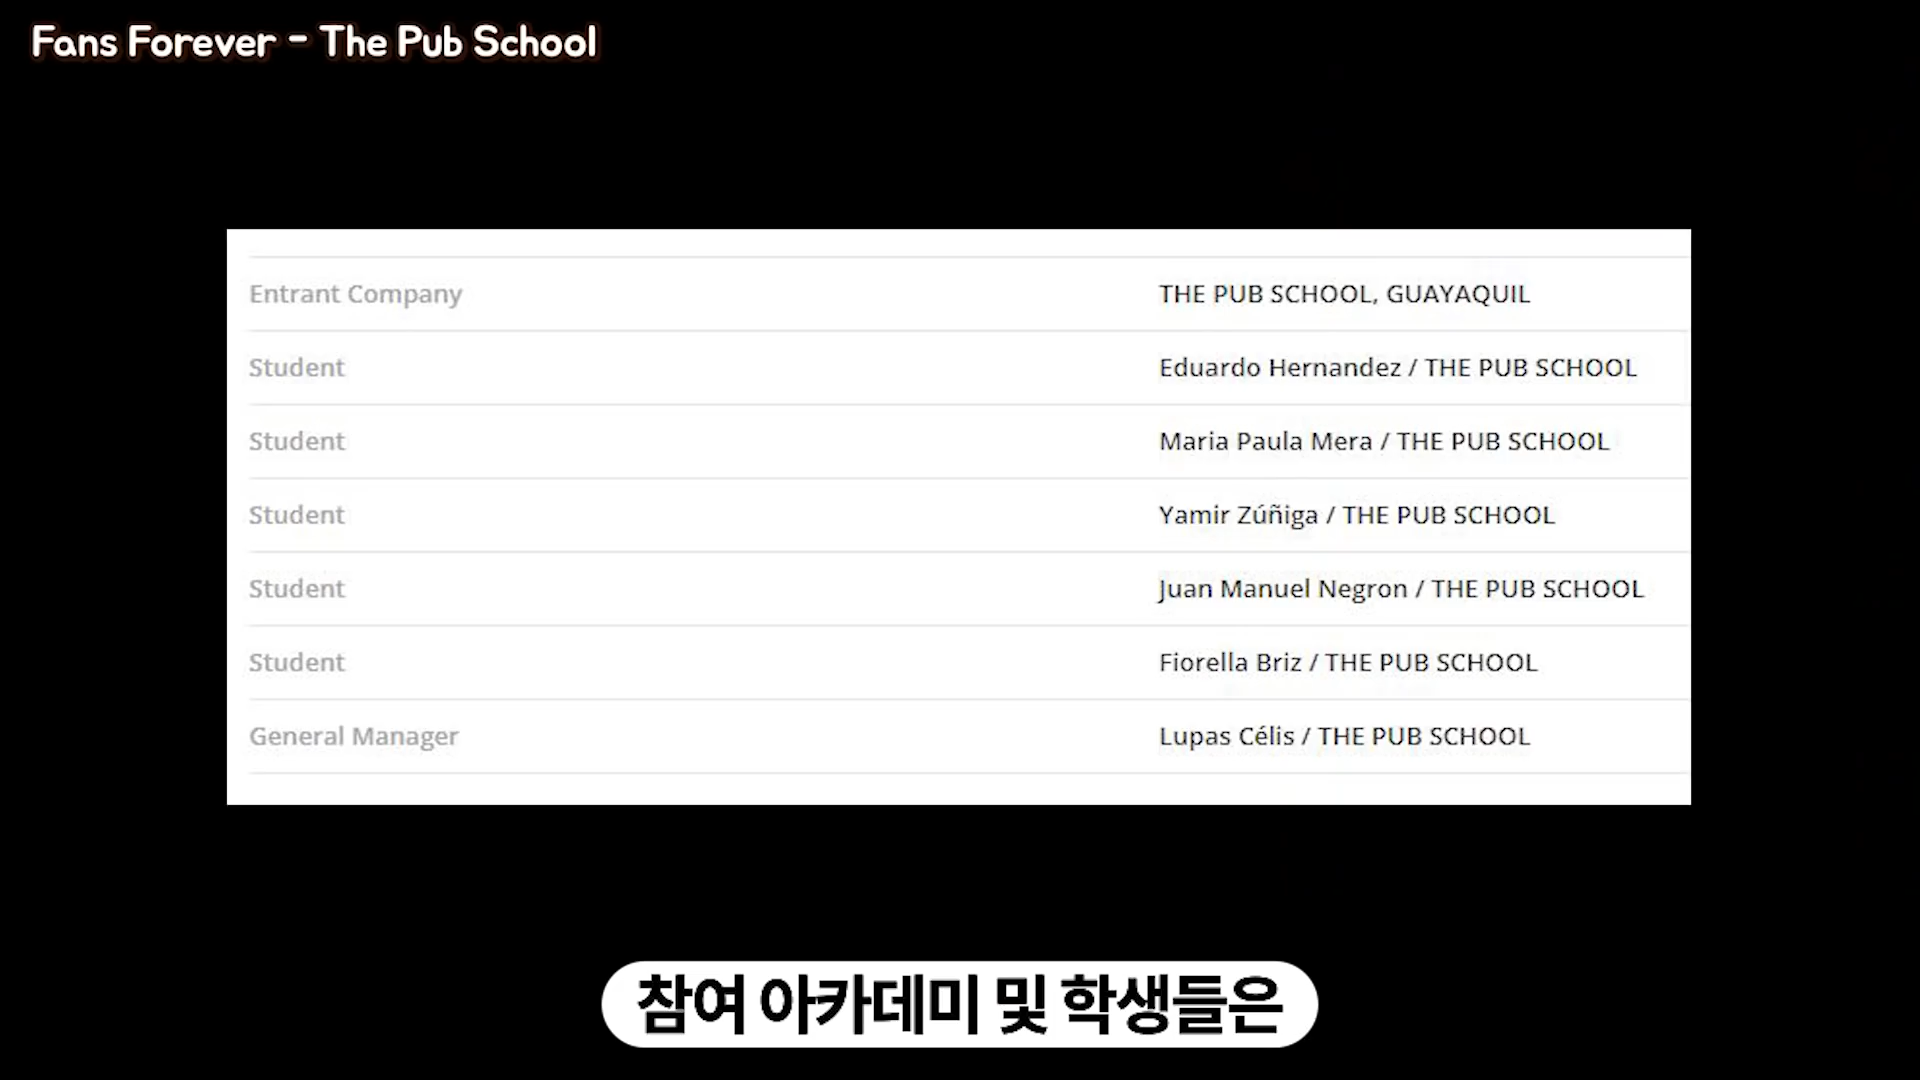 Fans Forever - The Pub School
Entrant Company THE PUB SCHOOL, GUAYAQUIL
Student Eduardo Hernandez / THE PUB SCHOOL
Student Maria Paula Mera / THE PUB SCHOOL
Student Yamir Zúñiga / THE PUB SCHOOL
Student Juan Manuel Negron / THE PUB SCHOOL
Student Fiorella Briz / THE PUB SCHOOL
General Manager Lupas Célis / THE PUB SCHOOL
참여 아카데미 및 학생들은